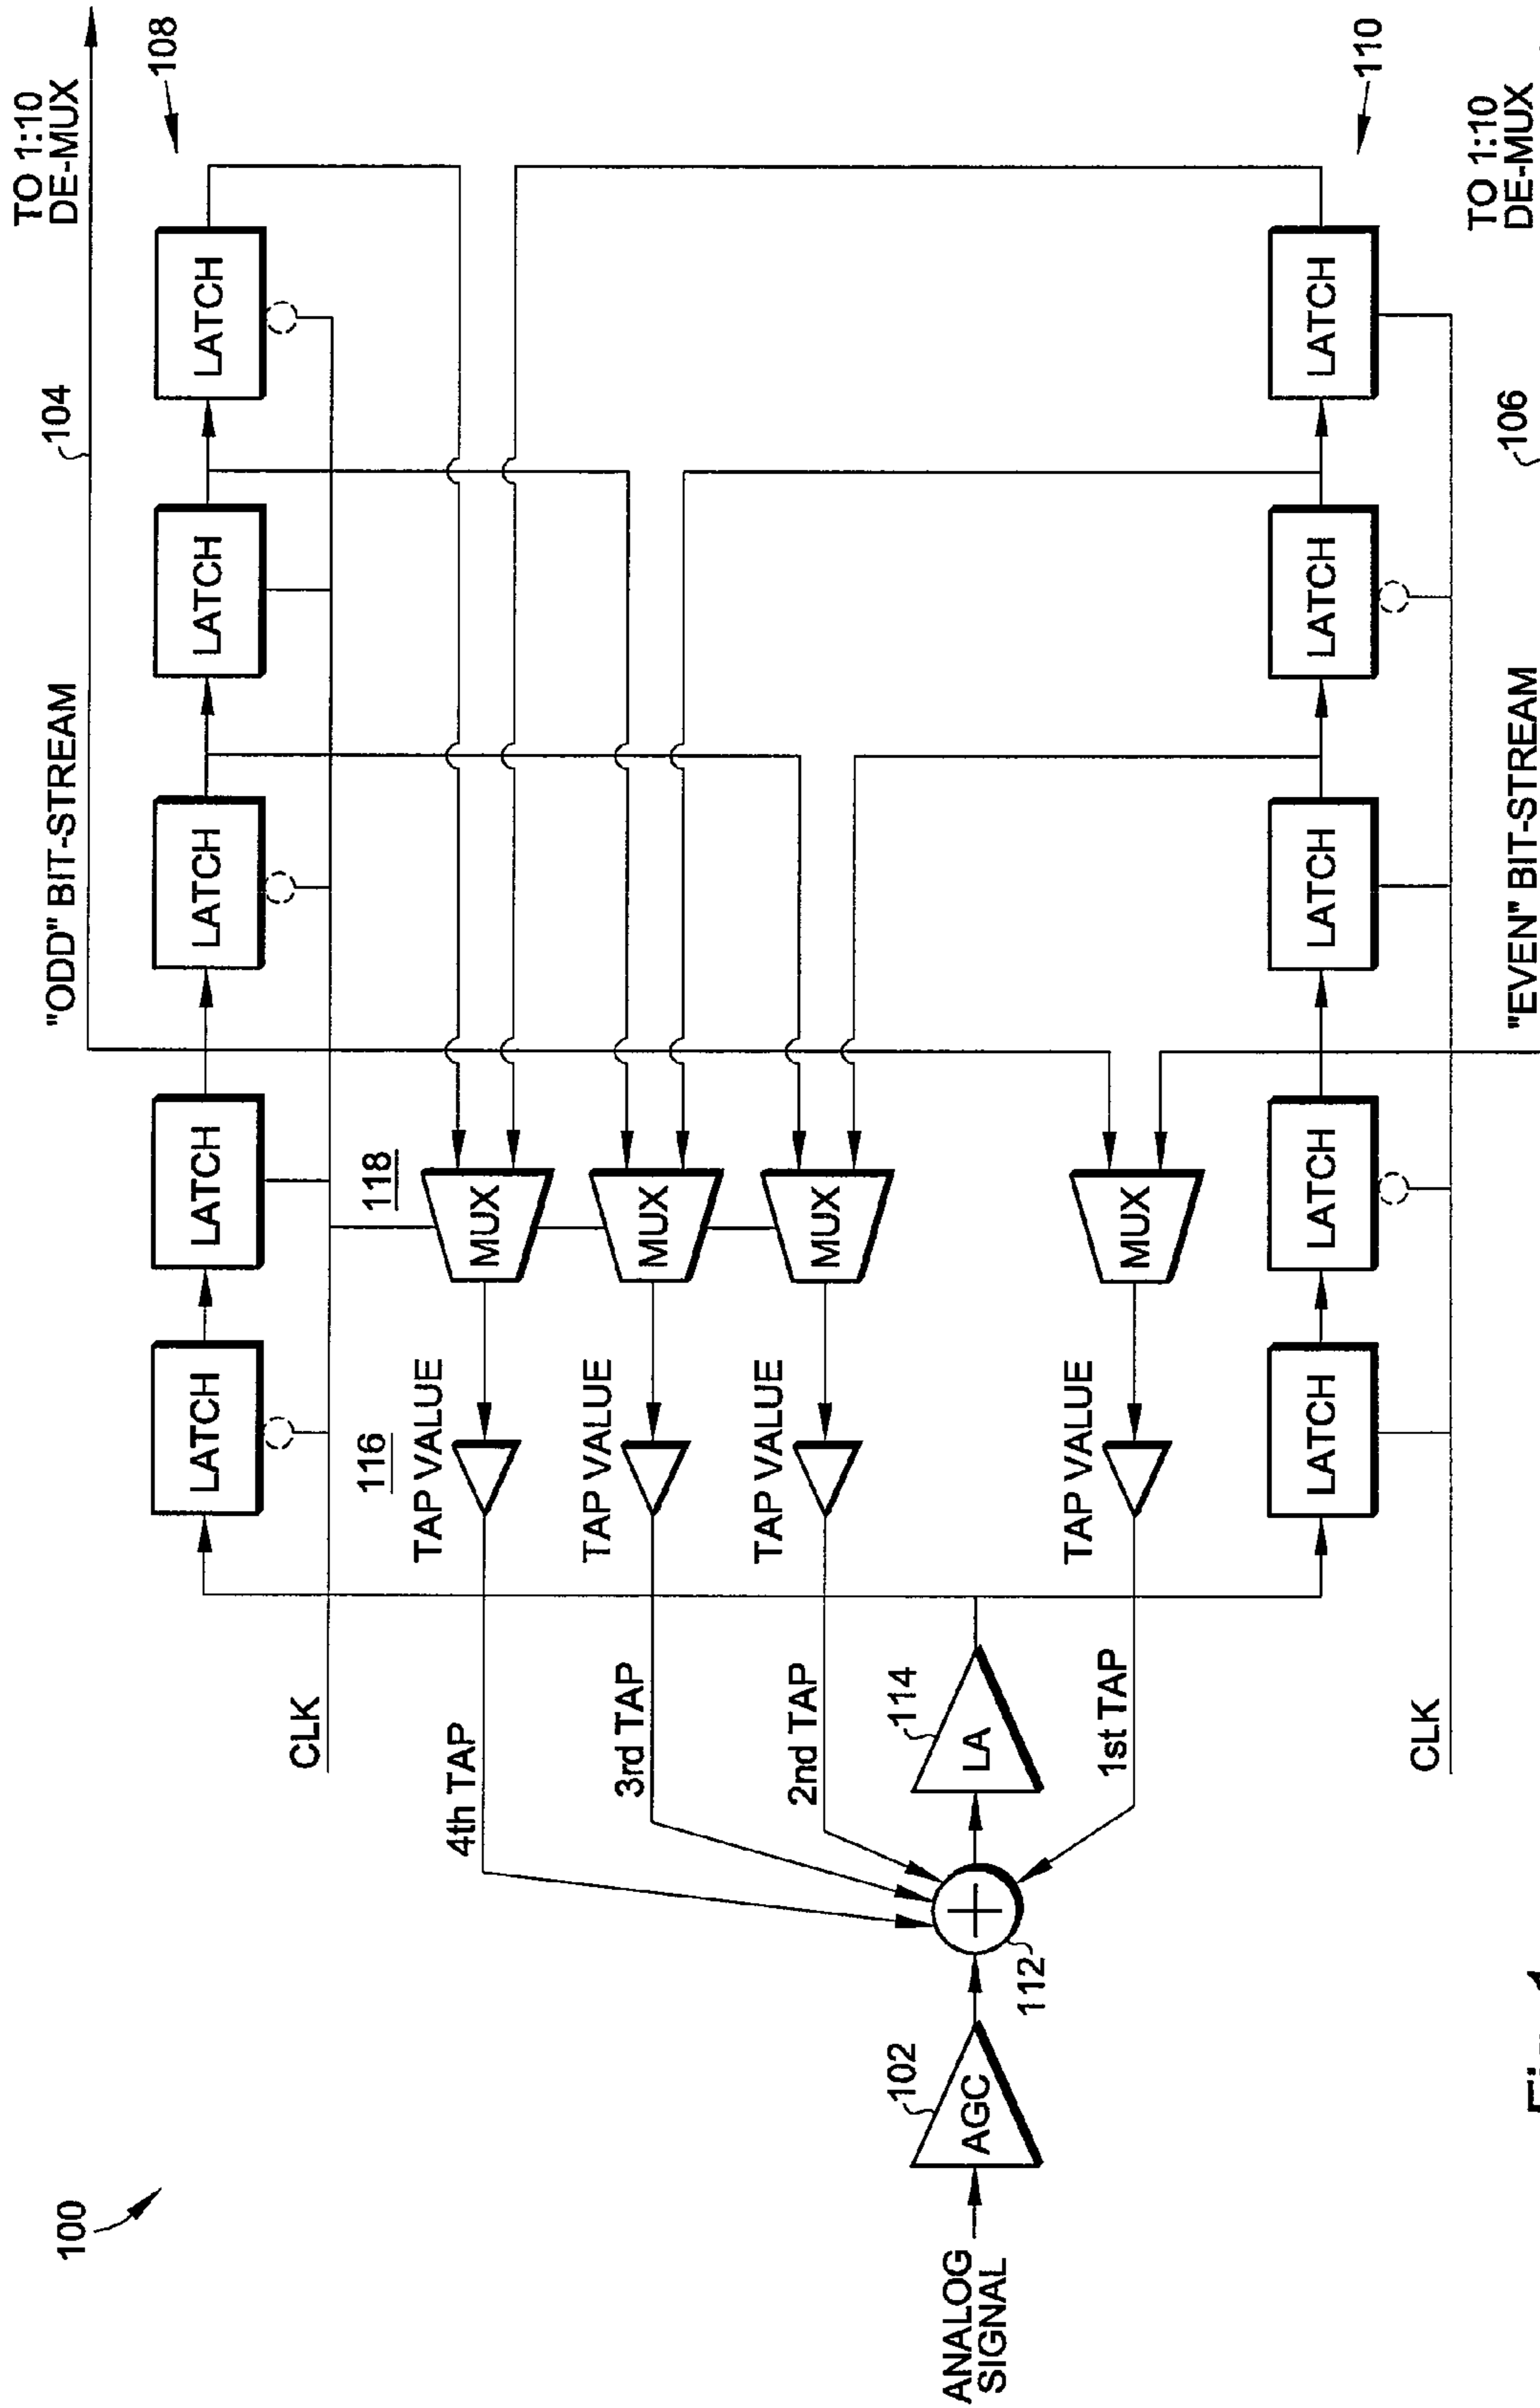 100
TO 1:10
DE-MUX
104
"ODD" BIT-STREAM
108
LATCH
LATCH
LATCH
LATCH
LATCH
CLK
118
116
4th TAP
TAP VALUE
MUX
3rd TAP
TAP VALUE
MUX
2nd TAP
TAP VALUE
MUX
ANALOG
SIGNAL
102
AGC
112
114
LA
1st TAP
TAP VALUE
MUX
LATCH
LATCH
LATCH
LATCH
LATCH
110
CLK
TO 1:10
DE-MUX
106
"EVEN" BIT-STREAM